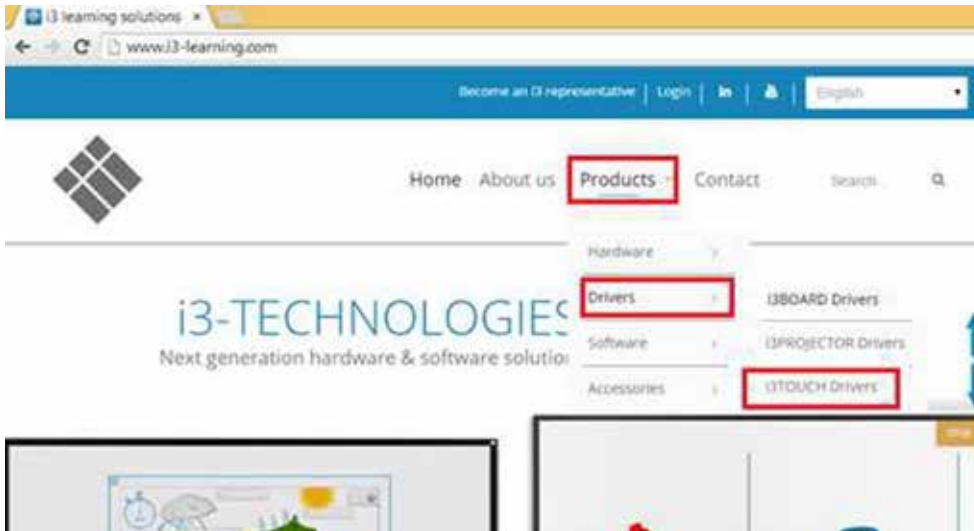 i3 learning solutions
www.i3-learning.com
Become an i3 representative | Login | in
English
Home About us Products Contact Search
Hardware
Drivers
i3BOARD Drivers
i3-TECHNOLOGIES
Software
i3PROJECTOR Drivers
Next generation hardware & software solutio
Accessories
i3TOUCH Drivers